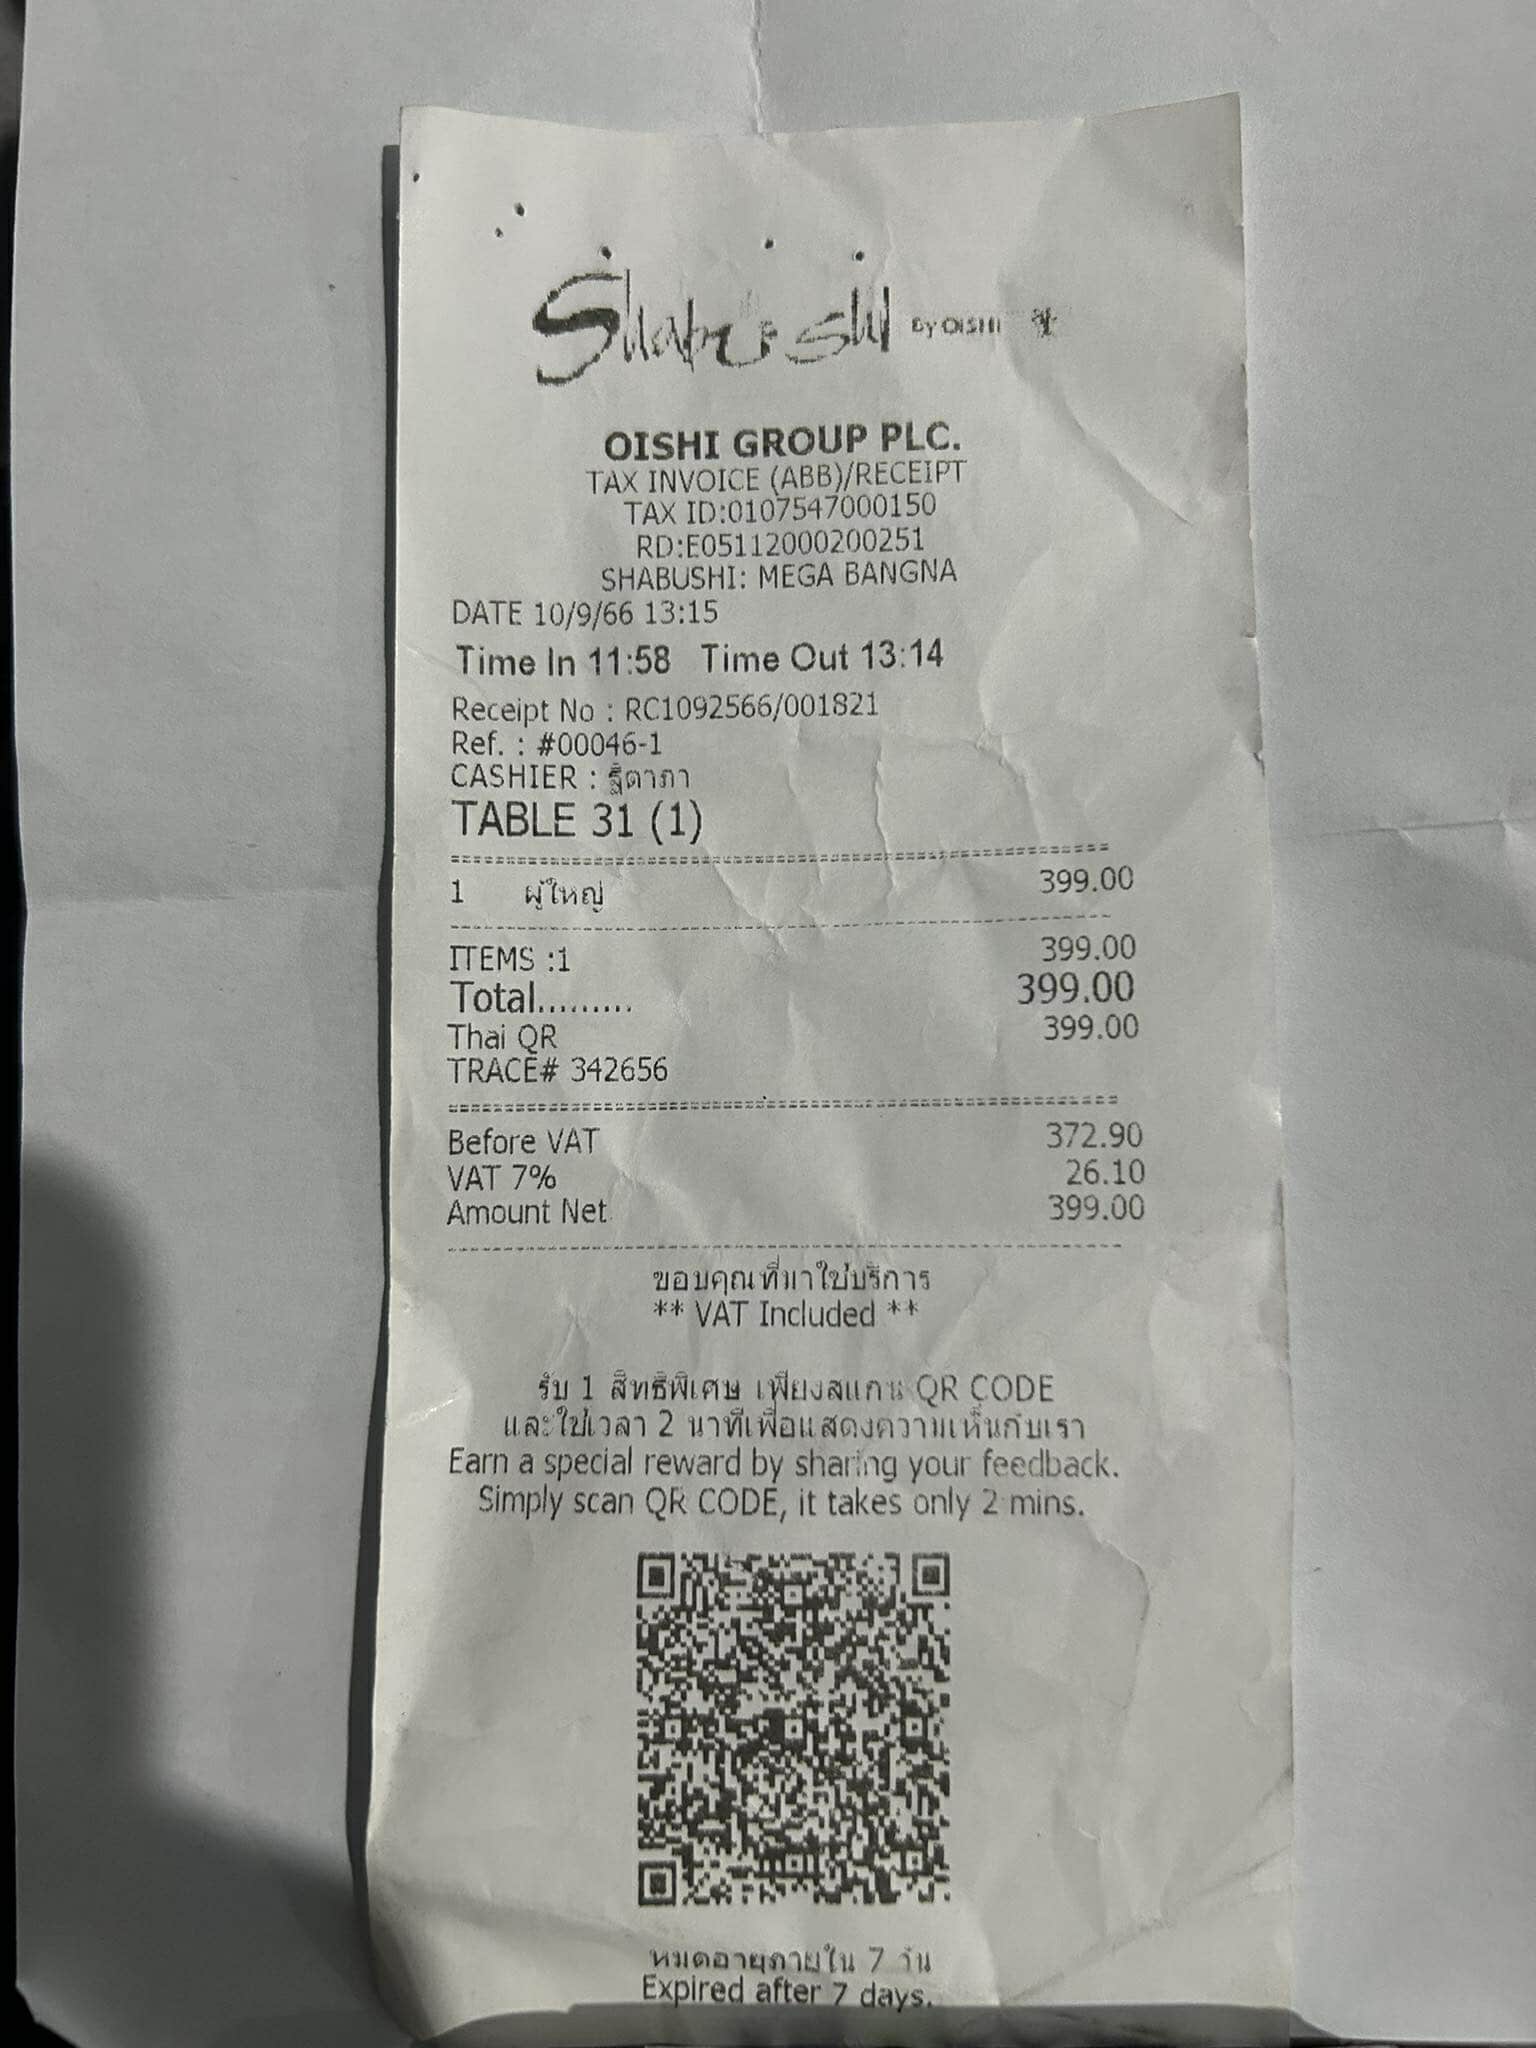 Shabushi By OISHI
OISHI GROUP PLC.
TAX INVOICE (ABB)/RECEIPT
TAX ID:0107547000150
RD:E05112000200251
SHABUSHI: MEGA BANGNA
DATE 10/9/66 13:15
Time In 11:58 Time Out 13:14
Receipt No : RC1092566/001821
Ref. : #00046-1
CASHIER : ฐิตาภา
TABLE 31 (1)
1 ผู้ใหญ่ 399.00
ITEMS :1 399.00
Total......... 399.00
Thai QR 399.00
TRACE# 342656
Before VAT 372.90
VAT 7% 26.10
Amount Net 399.00
ขอบคุณที่มาใช้บริการ
** VAT Included **
รับ 1 สิทธิพิเศษ เพียงสแกน QR CODE
และใช้เวลา 2 นาทีเพื่อแสดงความเห็นกับเรา
Earn a special reward by sharing your feedback.
Simply scan QR CODE, it takes only 2 mins.
หมดอายุภายใน 7 วัน
Expired after 7 days.